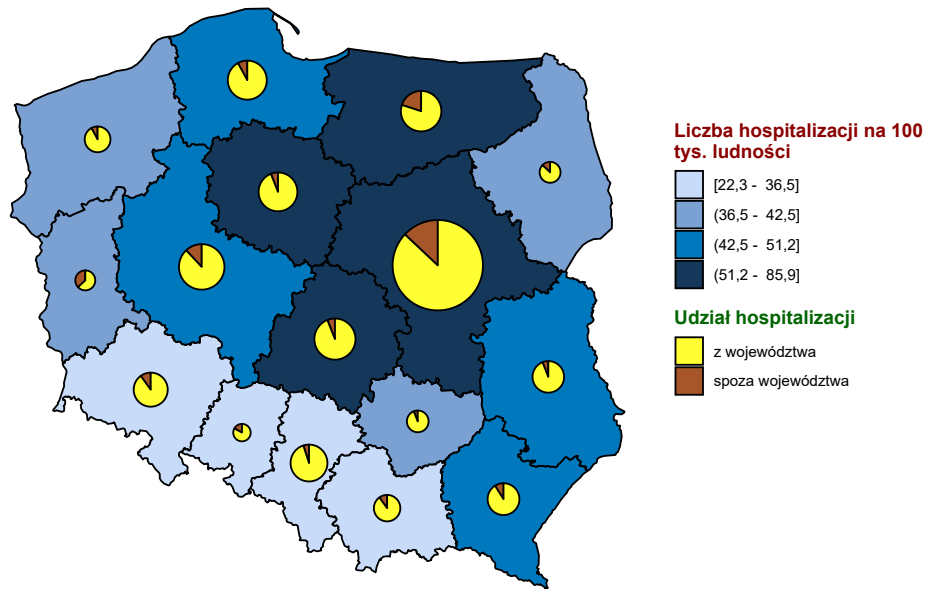 Liczba hospitalizacji na 100
tys. ludności
[22,3 - 36,5]
(36,5 - 42,5]
(42,5 - 51,2]
(51,2 - 85,9]
Udział hospitalizacji
z województwa
spoza województwa